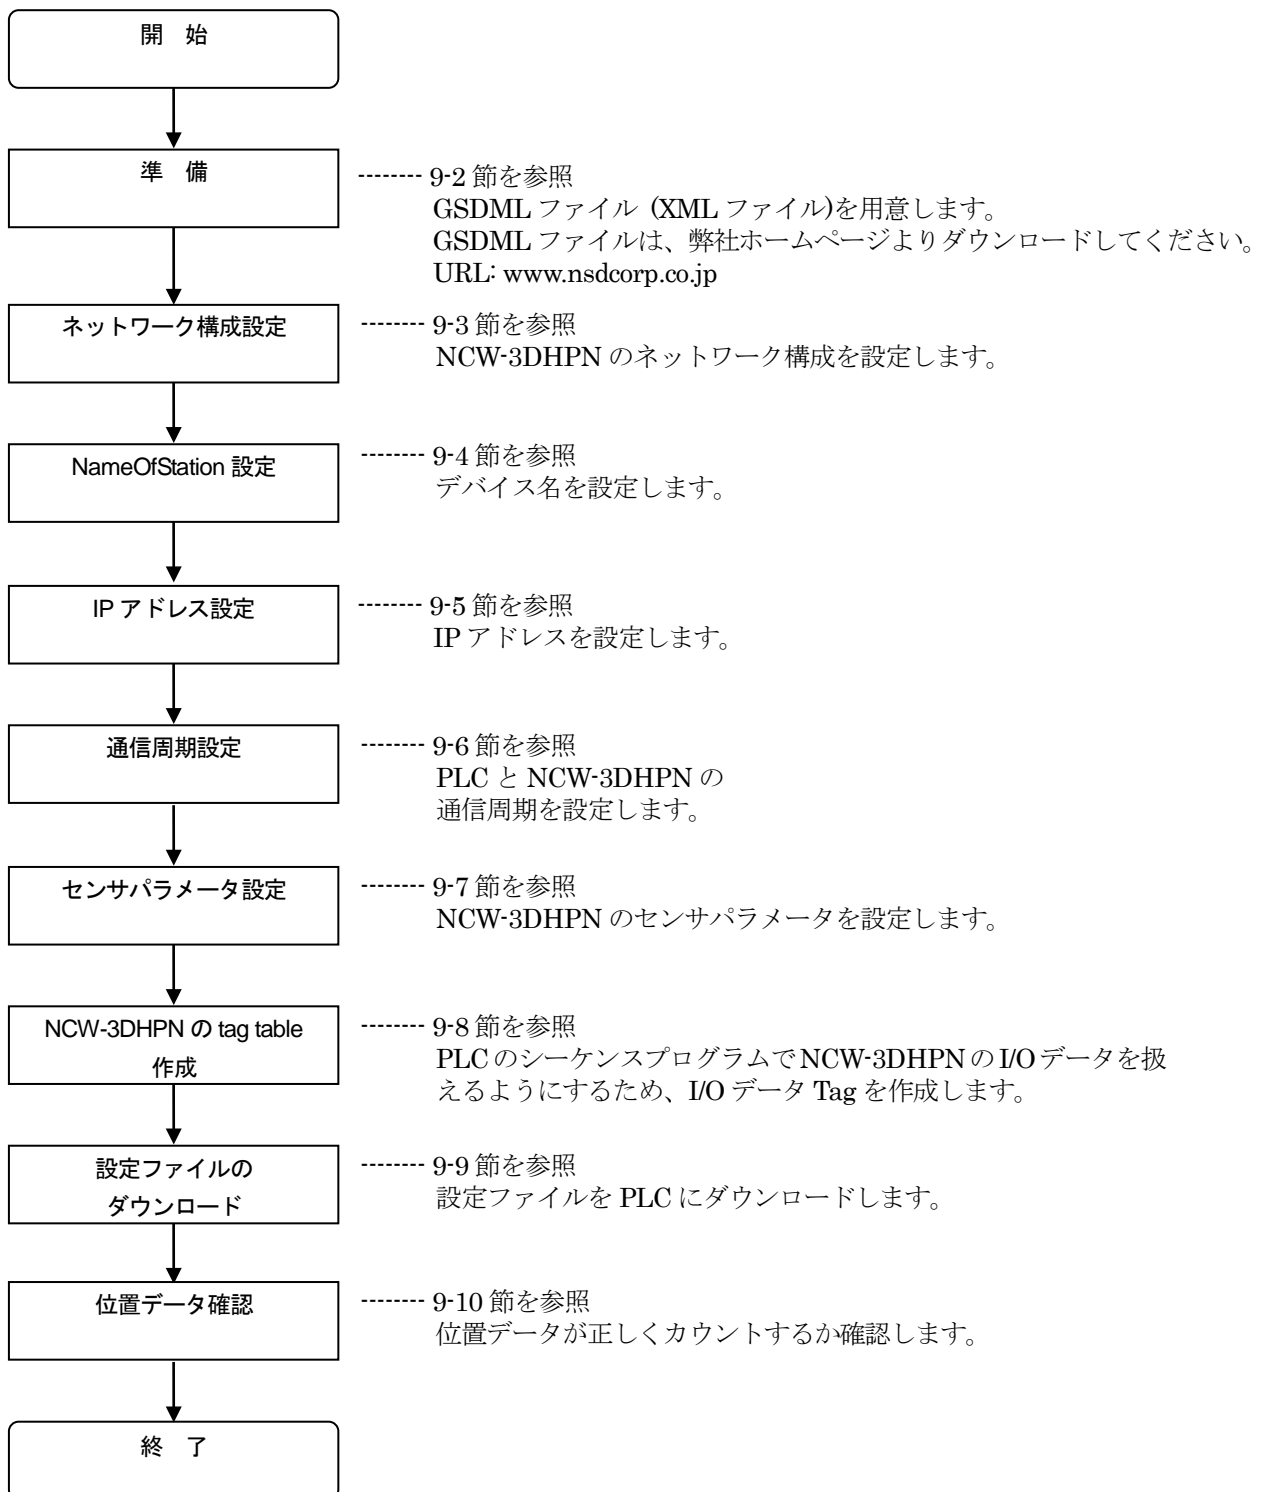 開　始
準　備
-------- 9-2 節を参照
GSDML ファイル (XML ファイル)を用意します。
GSDML ファイルは、弊社ホームページよりダウンロードしてください。
URL: www.nsdcorp.co.jp
ネットワーク構成設定
-------- 9-3 節を参照
NCW-3DHPN のネットワーク構成を設定します。
NameOfStation 設定
-------- 9-4 節を参照
デバイス名を設定します。
IP アドレス設定
-------- 9-5 節を参照
IP アドレスを設定します。
通信周期設定
-------- 9-6 節を参照
PLC と NCW-3DHPN の
通信周期を設定します。
センサパラメータ設定
-------- 9-7 節を参照
NCW-3DHPN のセンサパラメータを設定します。
NCW-3DHPN の tag table
作成
-------- 9-8 節を参照
PLC のシーケンスプログラムで NCW-3DHPN の I/O データを扱
えるようにするため、I/O データ Tag を作成します。
設定ファイルの
ダウンロード
-------- 9-9 節を参照
設定ファイルを PLC にダウンロードします。
位置データ確認
-------- 9-10 節を参照
位置データが正しくカウントするか確認します。
終　了